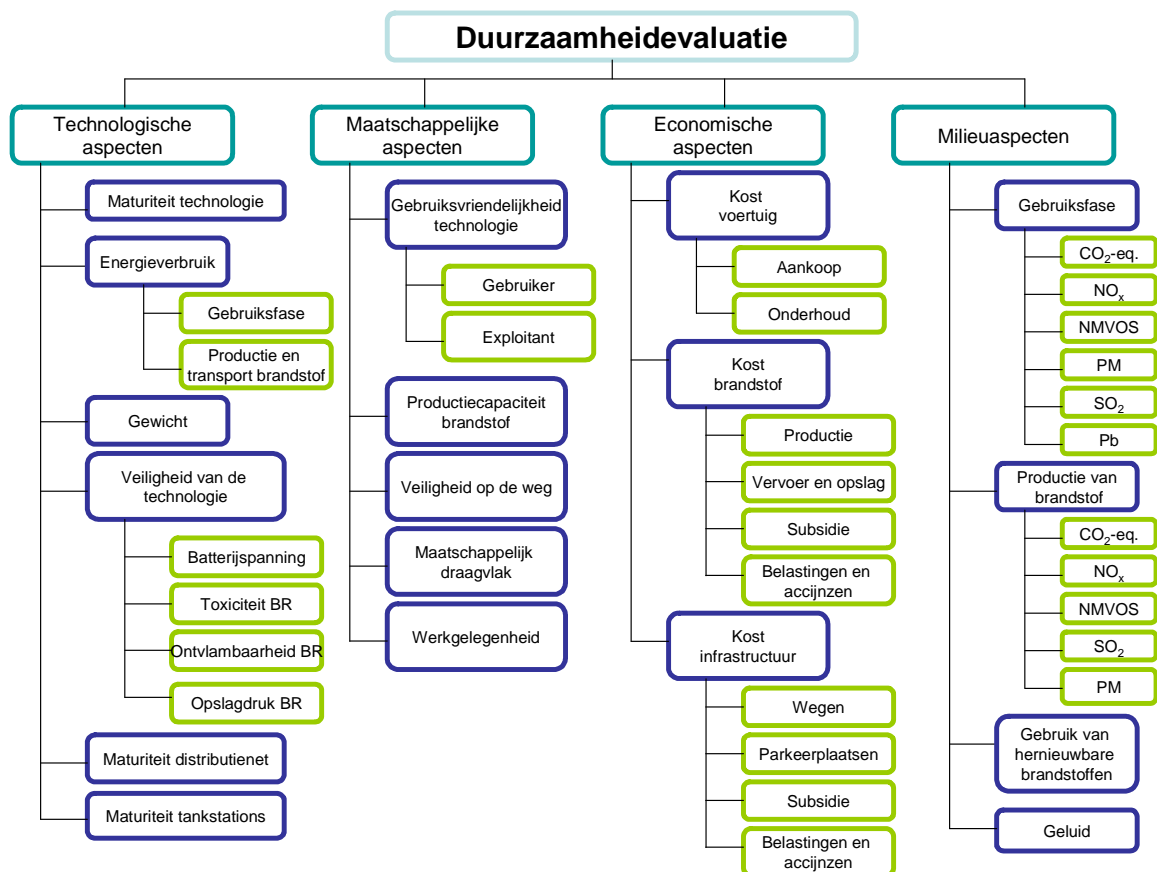 Duurzaamheidevaluatie
Technologische
aspecten
Maturiteit technologie
Energieverbruik
Gebruiksfase
Productie en
transport brandstof
Gewicht
Veiligheid van de
technologie
Batterijspanning
Toxiciteit BR
Ontvlambaarheid BR
Opslagdruk BR
Maturiteit distributienet
Maturiteit tankstations
Maatschappelijke
aspecten
Gebruiksvriendelijkheid
technologie
Gebruiker
Exploitant
Productiecapaciteit
brandstof
Veiligheid op de weg
Maatschappelijk
draagvlak
Werkgelegenheid
Economische
aspecten
Kost
voertuig
Aankoop
Onderhoud
Kost
brandstof
Productie
Vervoer en opslag
Subsidie
Belastingen en
accijnzen
Kost
infrastructuur
Wegen
Parkeerplaatsen
Subsidie
Belastingen en
accijnzen
Milieuaspecten
Gebruiksfase
CO₂-eq.
NOₓ
NMVOS
PM
SO₂
Pb
Productie van
brandstof
CO₂-eq.
NOₓ
NMVOS
SO₂
PM
Gebruik van
hernieuwbare
brandstoffen
Geluid